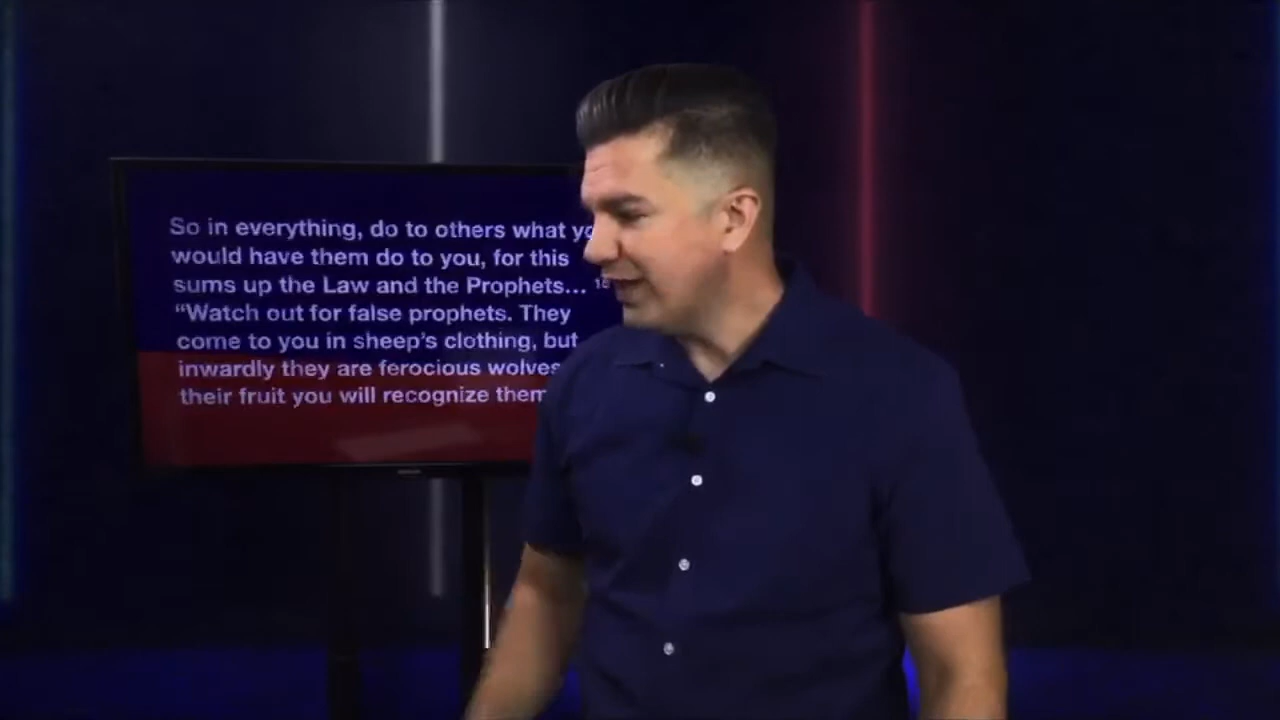 So in everything, do to others what
would have them do to you, for this
sums up the Law and the Prophets...
“Watch out for false prophets. They
come to you in sheep’s clothing, but
inwardly they are ferocious wolves
their fruit you will recognize them